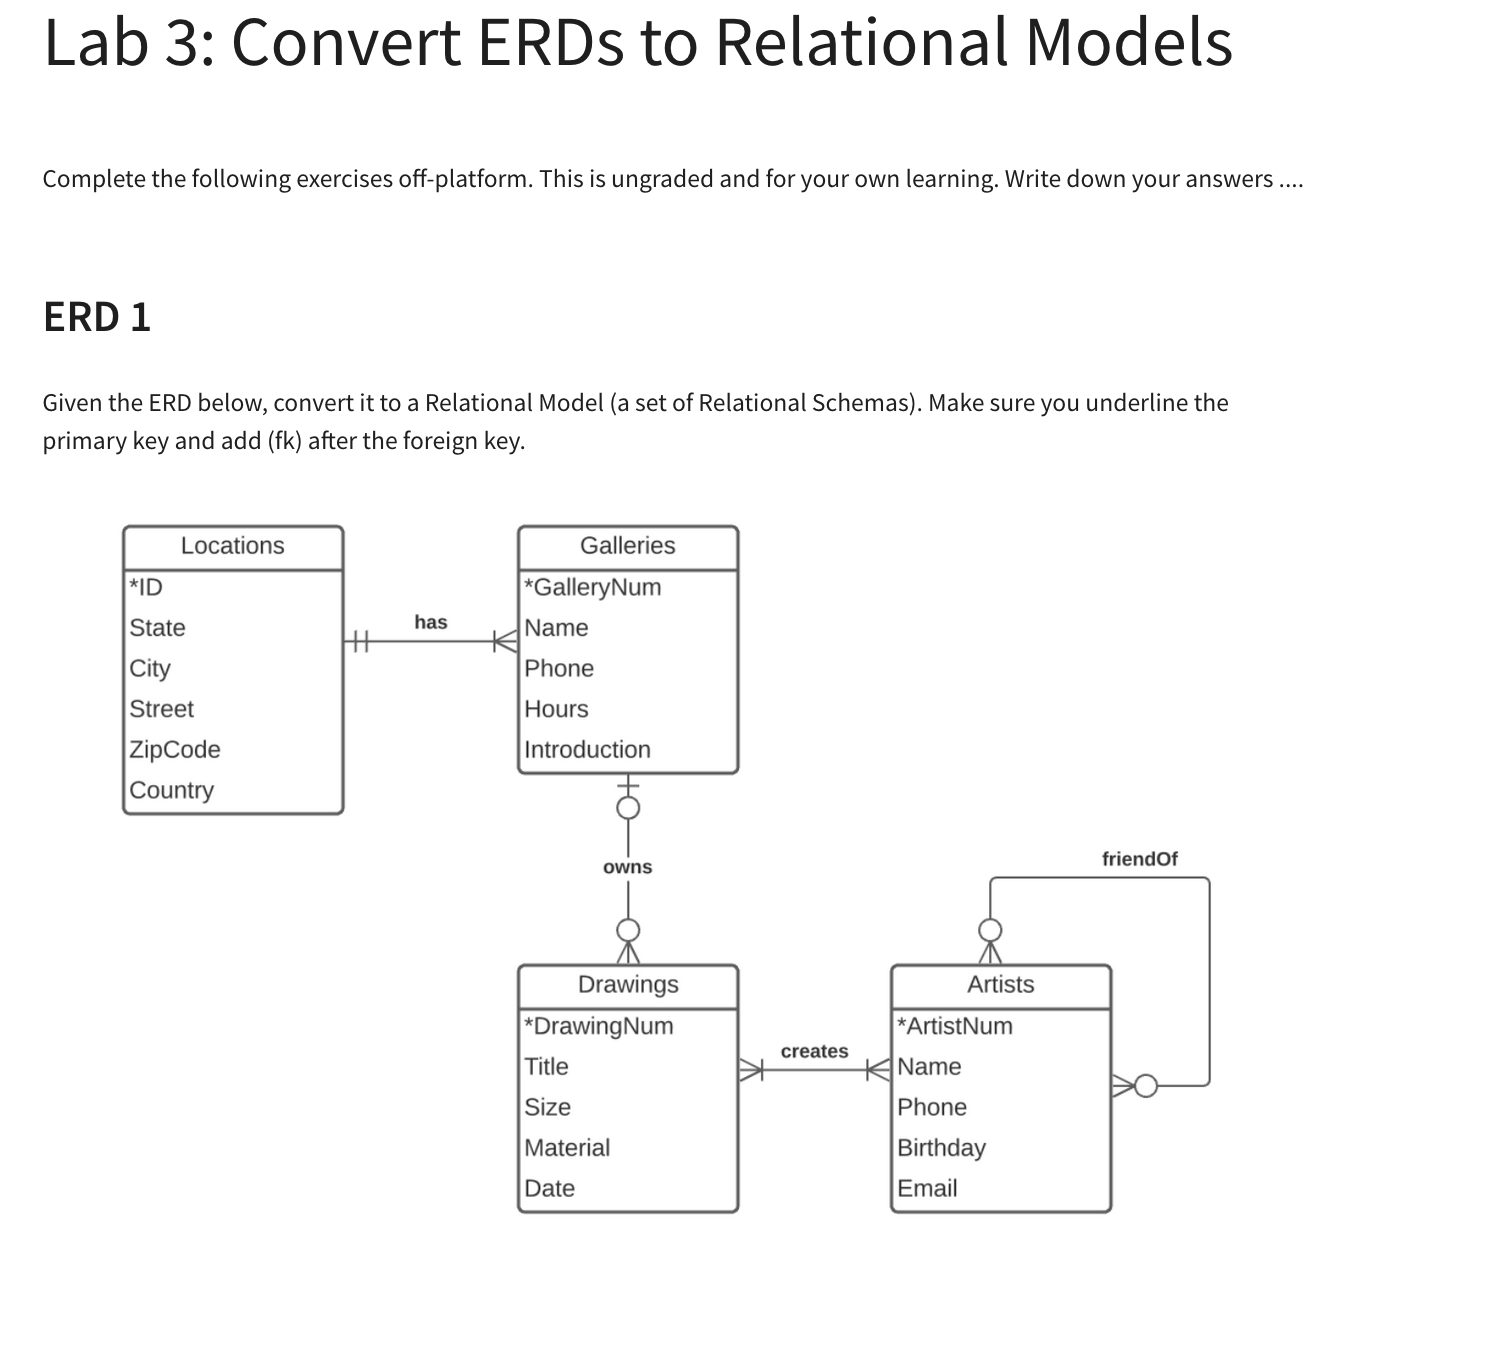 Lab 3: Convert ERDs to Relational Models
Complete the following exercises off-platform. This is ungraded and for your own learning. Write down your answers ....
ERD 1
Given the ERD below, convert it to a Relational Model (a set of Relational Schemas). Make sure you underline the
primary key and add (fk) after the foreign key.
Locations
*ID
State
City
Street
ZipCode
Country
has
Galleries
*GalleryNum
Name
Phone
Hours
Introduction
owns
friendOf
Drawings
*DrawingNum
Title
Size
Material
Date
creates
Artists
*ArtistNum
Name
Phone
Birthday
Email